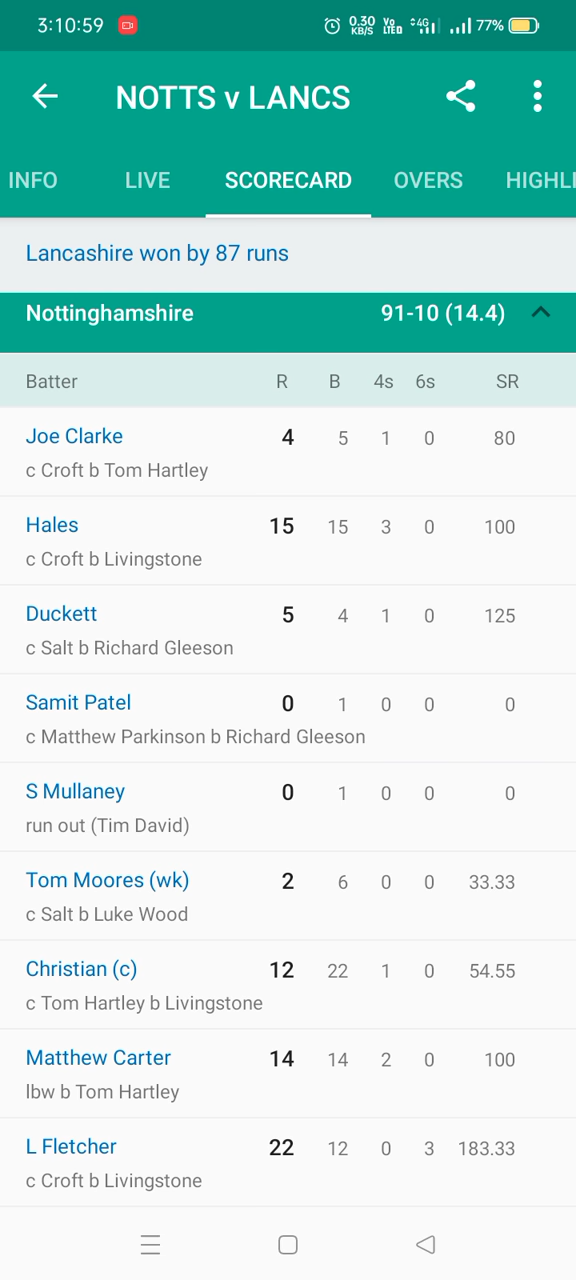 3:10:59 0.30 KB/S Vo LTED 4G 77%
NOTTS v LANCS
INFO LIVE SCORECARD OVERS HIGHLI
Lancashire won by 87 runs
Nottinghamshire 91-10 (14.4)
Batter R B 4s 6s SR
Joe Clarke 4 5 1 0 80
c Croft b Tom Hartley
Hales 15 15 3 0 100
c Croft b Livingstone
Duckett 5 4 1 0 125
c Salt b Richard Gleeson
Samit Patel 0 1 0 0 0
c Matthew Parkinson b Richard Gleeson
S Mullaney 0 1 0 0 0
run out (Tim David)
Tom Moores (wk) 2 6 0 0 33.33
c Salt b Luke Wood
Christian (c) 12 22 1 0 54.55
c Tom Hartley b Livingstone
Matthew Carter 14 14 2 0 100
lbw b Tom Hartley
L Fletcher 22 12 0 3 183.33
c Croft b Livingstone